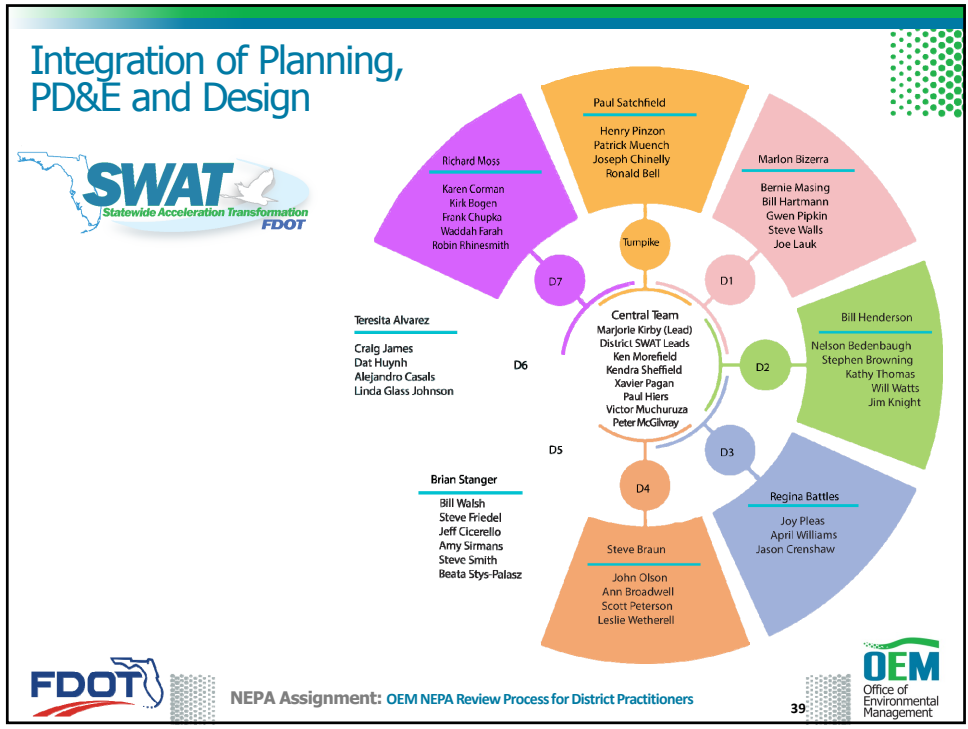 Integration of Planning,
PD&E and Design
SWAT
Statewide Acceleration Transformation
FDOT
Paul Satchfield
Henry Pinzon
Patrick Muench
Joseph Chinelly
Ronald Bell
Turnpike
Marlon Bizerra
Bernie Masing
Bill Hartmann
Gwen Pipkin
Steve Walls
Joe Lauk
D1
Bill Henderson
Nelson Bedenbaugh
Stephen Browning
Kathy Thomas
Will Watts
Jim Knight
D2
Regina Battles
Joy Pleas
April Williams
Jason Crenshaw
D3
Steve Braun
John Olson
Ann Broadwell
Scott Peterson
Leslie Wetherell
D4
Brian Stanger
Bill Walsh
Steve Friedel
Jeff Cicerello
Amy Sirmans
Steve Smith
Beata Stys-Palasz
D5
Teresita Alvarez
Craig James
Dat Huynh
Alejandro Casals
Linda Glass Johnson
D6
Richard Moss
Karen Corman
Kirk Bogen
Frank Chupka
Waddah Farah
Robin Rhinesmith
D7
Central Team
Marjorie Kirby (Lead)
District SWAT Leads
Ken Morefield
Kendra Sheffield
Xavier Pagan
Paul Hiers
Victor Muchuruza
Peter McGilvray
FDOT
NEPA Assignment: OEM NEPA Review Process for District Practitioners
39
OEM
Office of
Environmental
Management